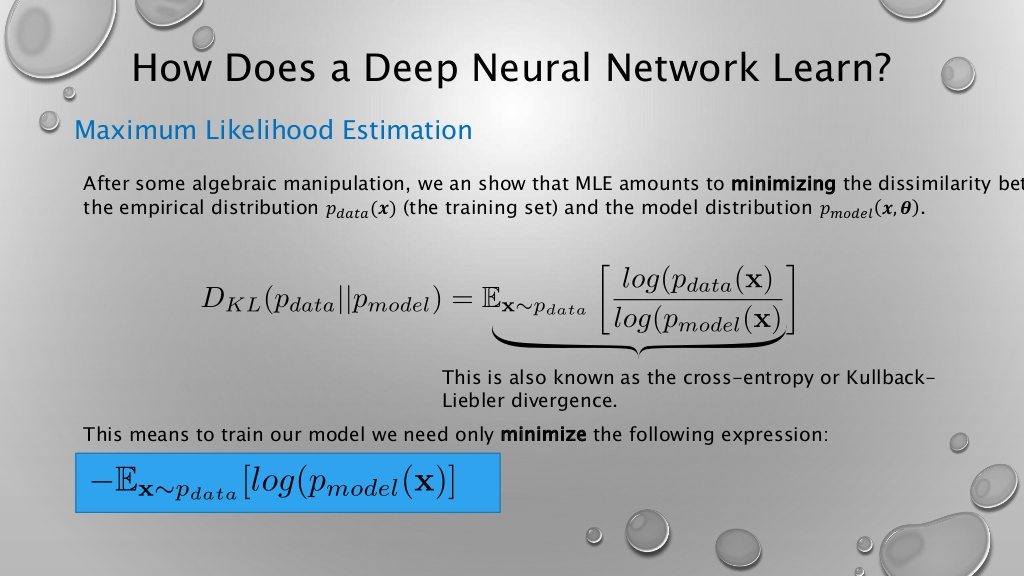 How Does a Deep Neural Network Learn?
Maximum Likelihood Estimation
After some algebraic manipulation, we an show that MLE amounts to minimizing the dissimilarity bet
the empirical distribution p_data(x) (the training set) and the model distribution p_model(x, θ).
D_KL(p_data||p_model) = 𝔼_x∼p_data [log(p_data(x) / log(p_model(x)]
This is also known as the cross-entropy or Kullback-
Liebler divergence.
This means to train our model we need only minimize the following expression:
−𝔼_x∼p_data[log(p_model(x)]